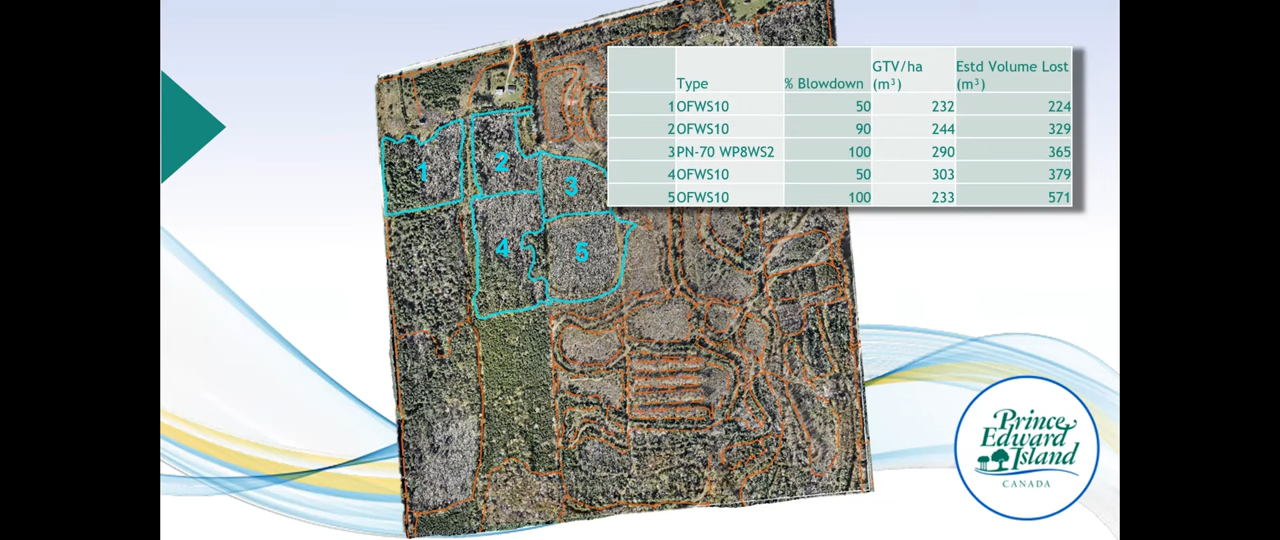 Type % Blowdown GTV/ha (m³) Estd Volume Lost (m³)
1 OFWS10 50 232 224
2 OFWS10 90 244 329
3 PN-70 WP8WS2 100 290 365
4 OFWS10 50 303 379
5 OFWS10 100 233 571
1
2
3
4
5
Prince
Edward
Island
CANADA